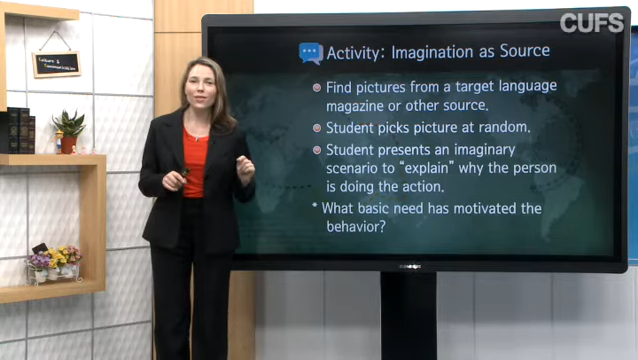 CUFS
Culture &
Communication
Activity: Imagination as Source
Find pictures from a target language
magazine or other source.
Student picks picture at random.
Student presents an imaginary
scenario to “explain” why the person
is doing the action.
* What basic need has motivated the
behavior?